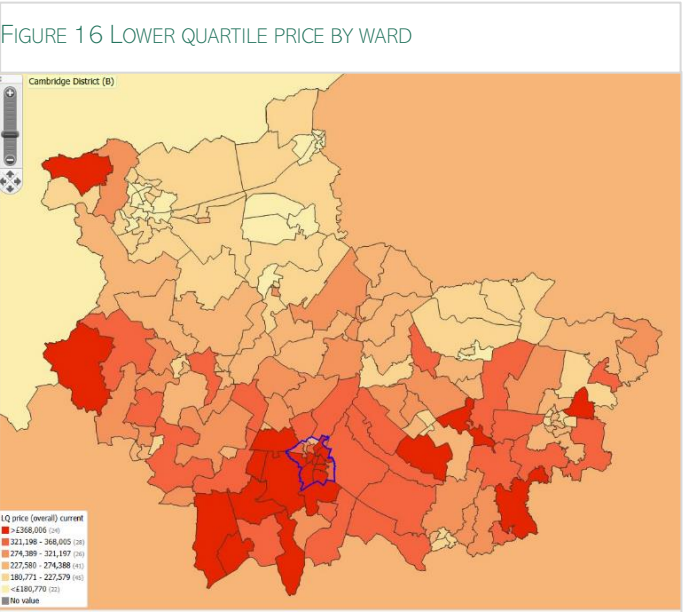 FIGURE 16 LOWER QUARTILE PRICE BY WARD
Cambridge District (B)
LQ price (overall) current
>£368,006 (24)
321,198 - 368,005 (28)
274,389 - 321,197 (26)
227,580 - 274,388 (41)
180,771 - 227,579 (45)
<£180,770 (22)
No value